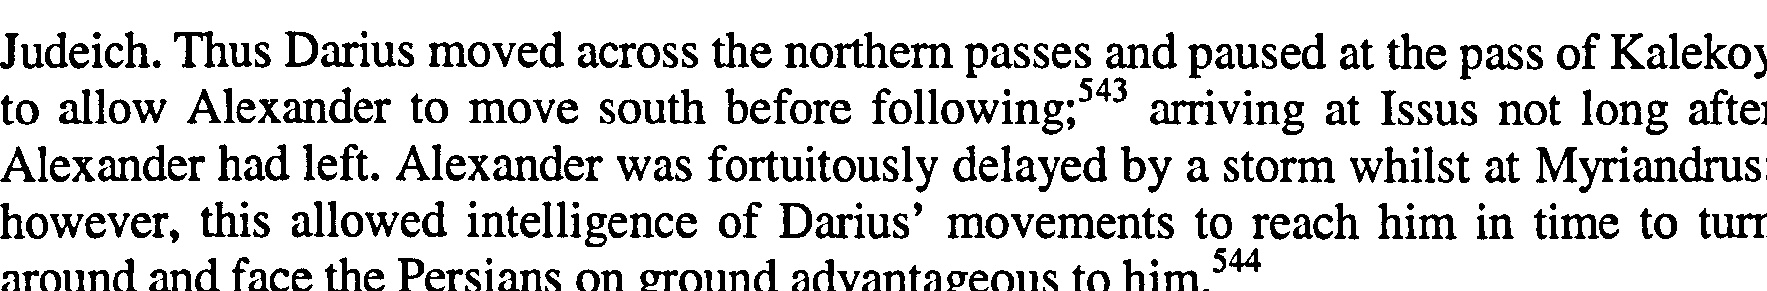 Judeich. Thus Darius moved across the northern passes and paused at the pass of Kalekoy
to allow Alexander to move south before following;543 arriving at Issus not long after
Alexander had left. Alexander was fortuitously delayed by a storm whilst at Myriandrus;
however, this allowed intelligence of Darius’ movements to reach him in time to turn
around and face the Persians on ground advantageous to him.544